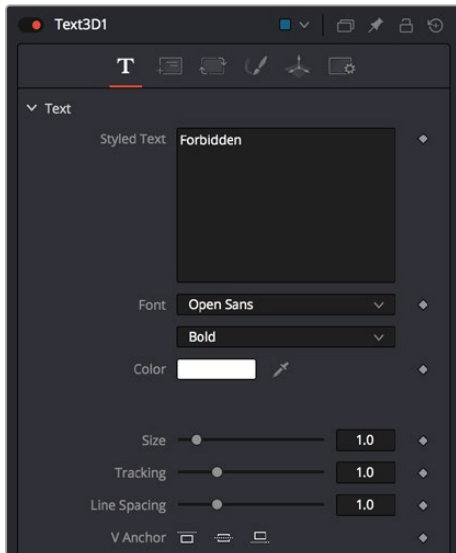 Text3D1
T
Text
Styled Text Forbidden
Font Open Sans
Bold
Color
Size 1.0
Tracking 1.0
Line Spacing 1.0
V Anchor